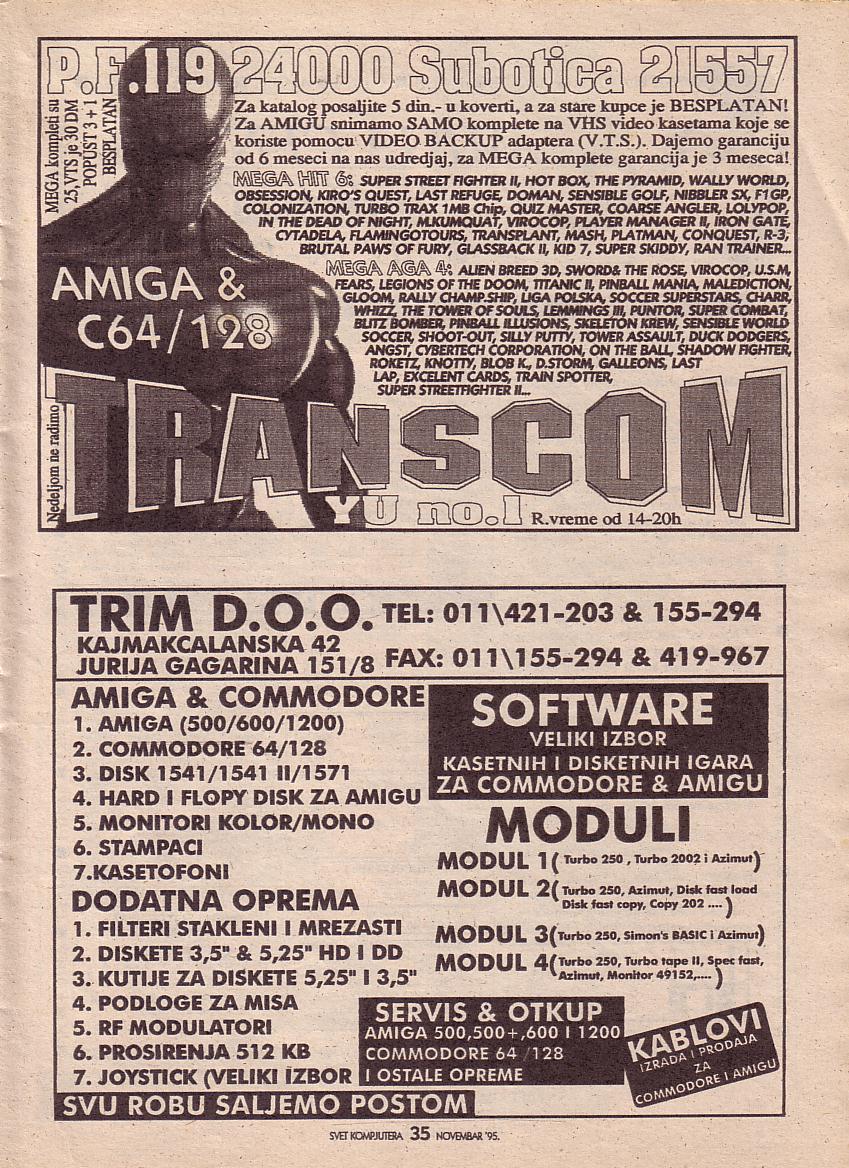 P.F.119 24000 Subotica 21557
MEGA kompleti su
25, VTS je 30 DM
POPUST 3 + 1
BESPLATAN
Za katalog posaljite 5 din.- u koverti, a za stare kupce je BESPLATAN!
Za AMIGU snimamo SAMO komplete na VHS video kasetama koje se
koriste pomocu VIDEO BACKUP adaptera (V.T.S.). Dajemo garanciju
od 6 meseci na nas udredjaj, za MEGA komplete garancija je 3 meseca!
MEGA HIT 6: SUPER STREET FIGHTER II, HOT BOX, THE PYRAMID, WALLY WORLD,
OBSESSION, KIRO'S QUEST, LAST REFUGE, DOMAN, SENSIBLE GOLF, NIBBLER SX, F1GP,
COLONIZATION, TURBO TRAX 1MB Chip, QUIZ MASTER, COARSE ANGLER, LOLYPOP,
IN THE DEAD OF NIGHT, M.KUMQUAT, VIROCOP, PLAYER MANAGER II, IRON GATE,
CYTADELA, FLAMINGOTOURS, TRANSPLANT, MASH, PLATMAN, CONQUEST, R-3;
BRUTAL PAWS OF FURY, GLASSBACK II, KID 7, SUPER SKIDDY, RAN TRAINER...
MEGA AGA 4: ALIEN BREED 3D, SWORD& THE ROSE, VIROCOP, U.S.M,
FEARS, LEGIONS OF THE DOOM, TITANIC II, PINBALL MANIA, MALEDICTION,
GLOOM, RALLY CHAMP.SHIP, LIGA POLSKA, SOCCER SUPERSTARS, CHARR,
WHIZZ, THE TOWER OF SOULS, LEMMINGS III, PUNTOR, SUPER COMBAT,
BLITZ BOMBER, PINBALL ILLUSIONS, SKELETON KREW, SENSIBLE WORLD
SOCCER, SHOOT-OUT, SILLY PUTTY, TOWER ASSAULT, DUCK DODGERS,
ANGST, CYBERTECH CORPORATION, ON THE BALL, SHADOW FIGHTER,
ROKETZ, KNOTTY, BLOB K., D.STORM, GALLEONS, LAST
LAP, EXCELENT CARDS, TRAIN SPOTTER,
SUPER STREETFIGHTER II...
AMIGA &
C64/128
TRANSCOM
Nedeljom ne radimo
YU no.1 R.vreme od 14-20h
TRIM D.O.O. TEL: 011\421-203 & 155-294
KAJMAKCALANSKA 42
JURIJA GAGARINA 151/8 FAX: 011\155-294 & 419-967
AMIGA & COMMODORE
1. AMIGA (500/600/1200)
2. COMMODORE 64/128
3. DISK 1541/1541 II/1571
4. HARD I FLOPY DISK ZA AMIGU
5. MONITORI KOLOR/MONO
6. STAMPACI
7.KASETOFONI
DODATNA OPREMA
1. FILTERI STAKLENI I MREZASTI
2. DISKETE 3,5" & 5,25" HD I DD
3. KUTIJE ZA DISKETE 5,25" I 3,5"
4. PODLOGE ZA MISA
5. RF MODULATORI
6. PROSIRENJA 512 KB
7. JOYSTICK (VELIKI IZBOR
SVU ROBU SALJEMO POSTOM
SOFTWARE
VELIKI IZBOR
KASETNIH I DISKETNIH IGARA
ZA COMMODORE & AMIGU
MODULI
MODUL 1( Turbo 250 , Turbo 2002 i Azimut)
MODUL 2( Turbo 250, Azimut, Disk fast load
Disk fast copy, Copy 202 .... )
MODUL 3(Turbo 250, Simon's BASIC i Azimut)
MODUL 4(Turbo 250, Turbo tape II, Spec fast,
Azimut, Monitor 49152,.... )
SERVIS & OTKUP
AMIGA 500,500+,600 I 1200
COMMODORE 64 /128
I OSTALE OPREME
KABLOVI
IZRADA I PRODAJA
ZA
COMMODORE I AMIGU
SVET KOMPJUTERA 35 NOVEMBAR '95.